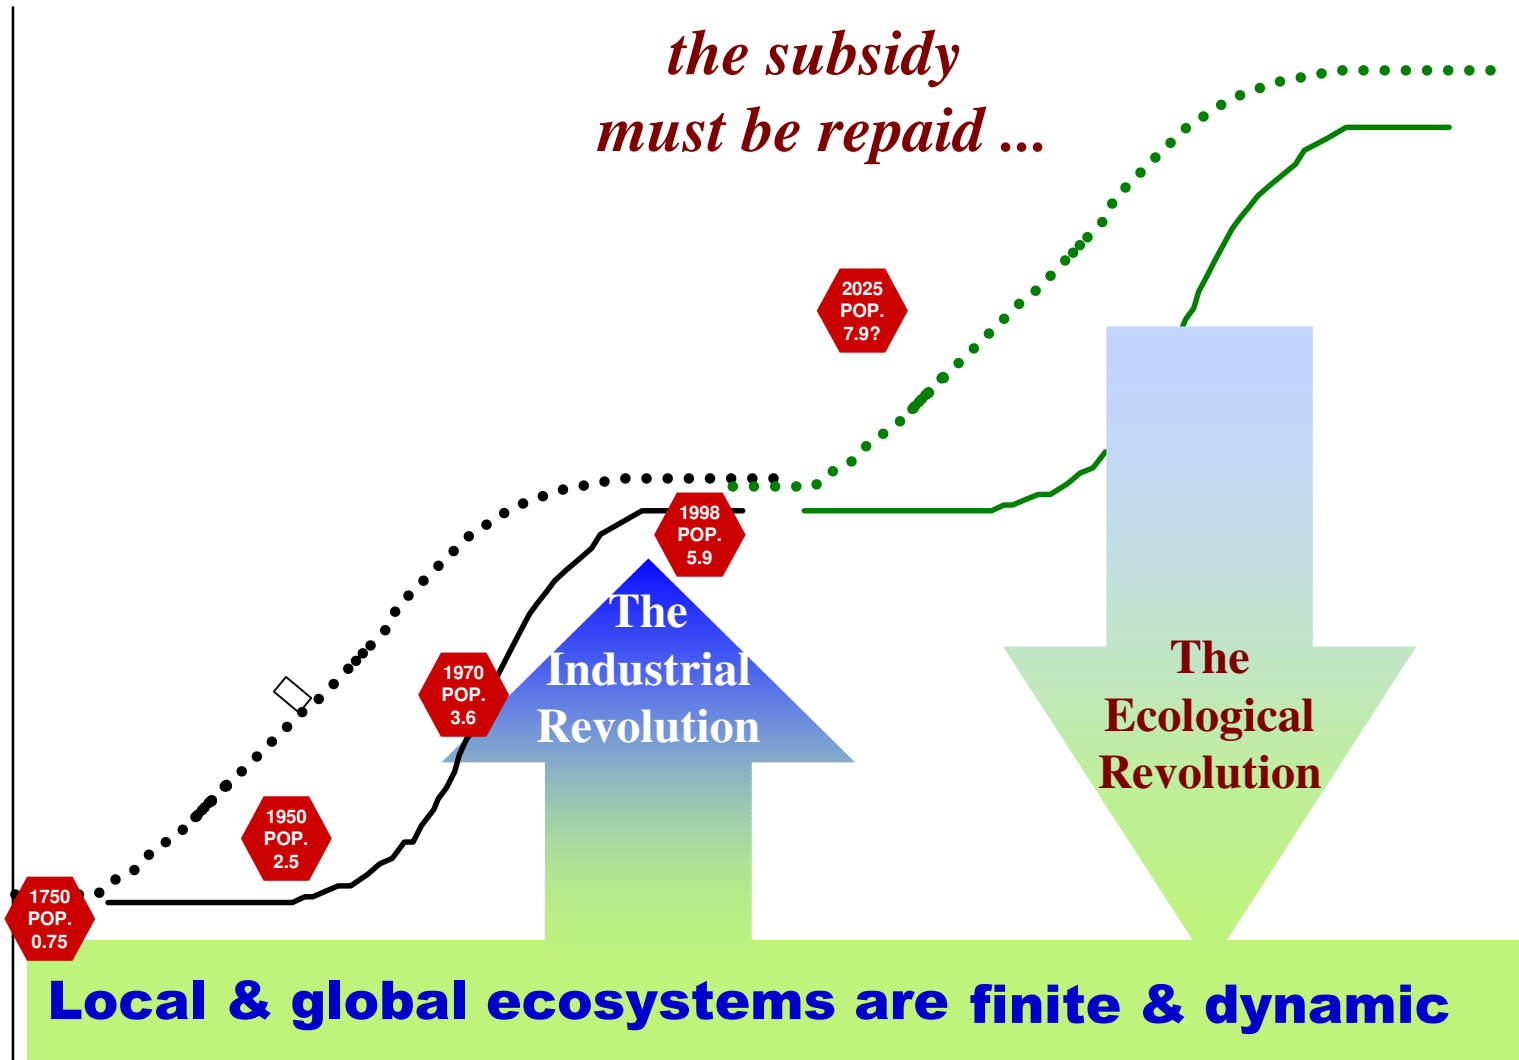 the subsidy
must be repaid ...
2025
POP.
7.9?
1998
POP.
5.9
The
Industrial
Revolution
1970
POP.
3.6
The
Ecological
Revolution
1950
POP.
2.5
1750
POP.
0.75
Local & global ecosystems are finite & dynamic